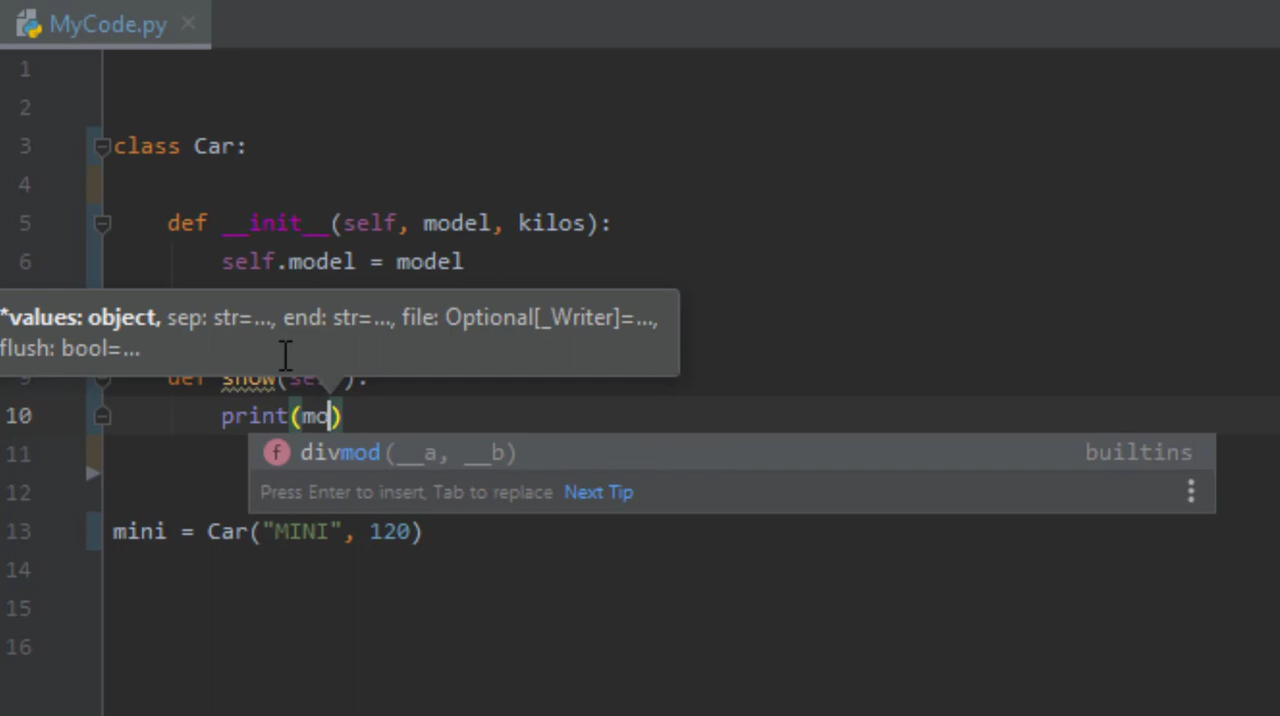 MyCode.py
1
2
3 class Car:
4
5 def __init__(self, model, kilos):
6 self.model = model
*values: object, sep: str=..., end: str=..., file: Optional[_Writer]=...,
flush: bool=...
9 def show(self):
10 print(mo)
11 divmod(__a, __b) builtins
12 Press Enter to insert, Tab to replace Next Tip
13 mini = Car("MINI", 120)
14
15
16